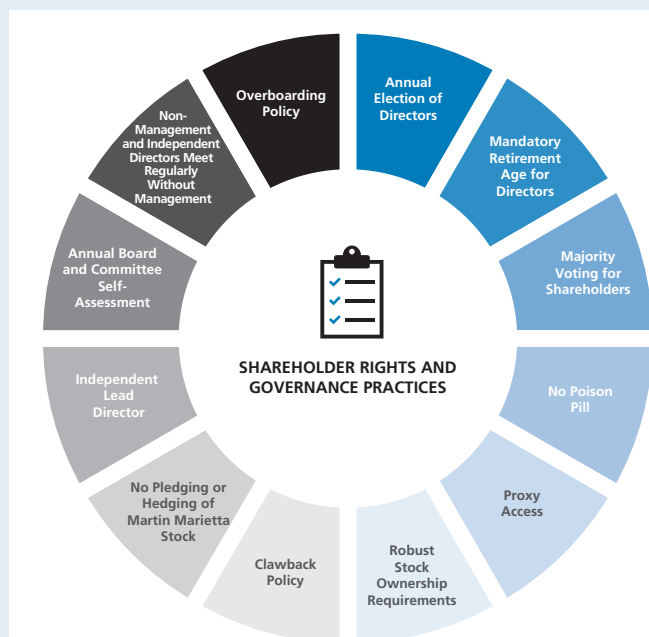 Annual
Election of
Directors
Mandatory
Retirement
Age for
Directors
Majority
Voting for
Shareholders
No Poison
Pill
Proxy
Access
Robust
Stock
Ownership
Requirements
Clawback
Policy
No Pledging or
Hedging of
Martin Marietta
Stock
Independent
Lead
Director
Annual Board
and Committee
Self-
Assessment
Non-
Management
and Independent
Directors Meet
Regularly
Without
Management
Overboarding
Policy
SHAREHOLDER RIGHTS AND
GOVERNANCE PRACTICES